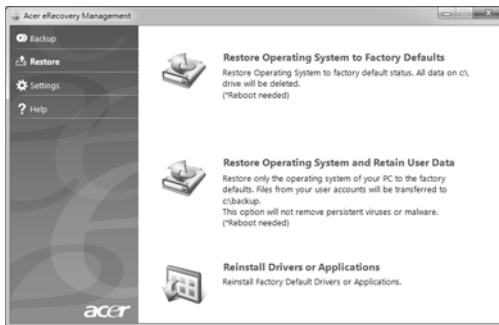 Acer eRecovery Management
Backup
Restore
Settings
? Help
Restore Operating System to Factory Defaults
Restore Operating System to factory default status. All data on c:\
drive will be deleted.
(*Reboot needed)
Restore Operating System and Retain User Data
Restore only the operating system of your PC to the factory
defaults. Files from your user accounts will be transferred to
c:\backup.
This option will not remove persistent viruses or malware.
(*Reboot needed)
Reinstall Drivers or Applications
Reinstall Factory Default Drivers or Applications.
acer